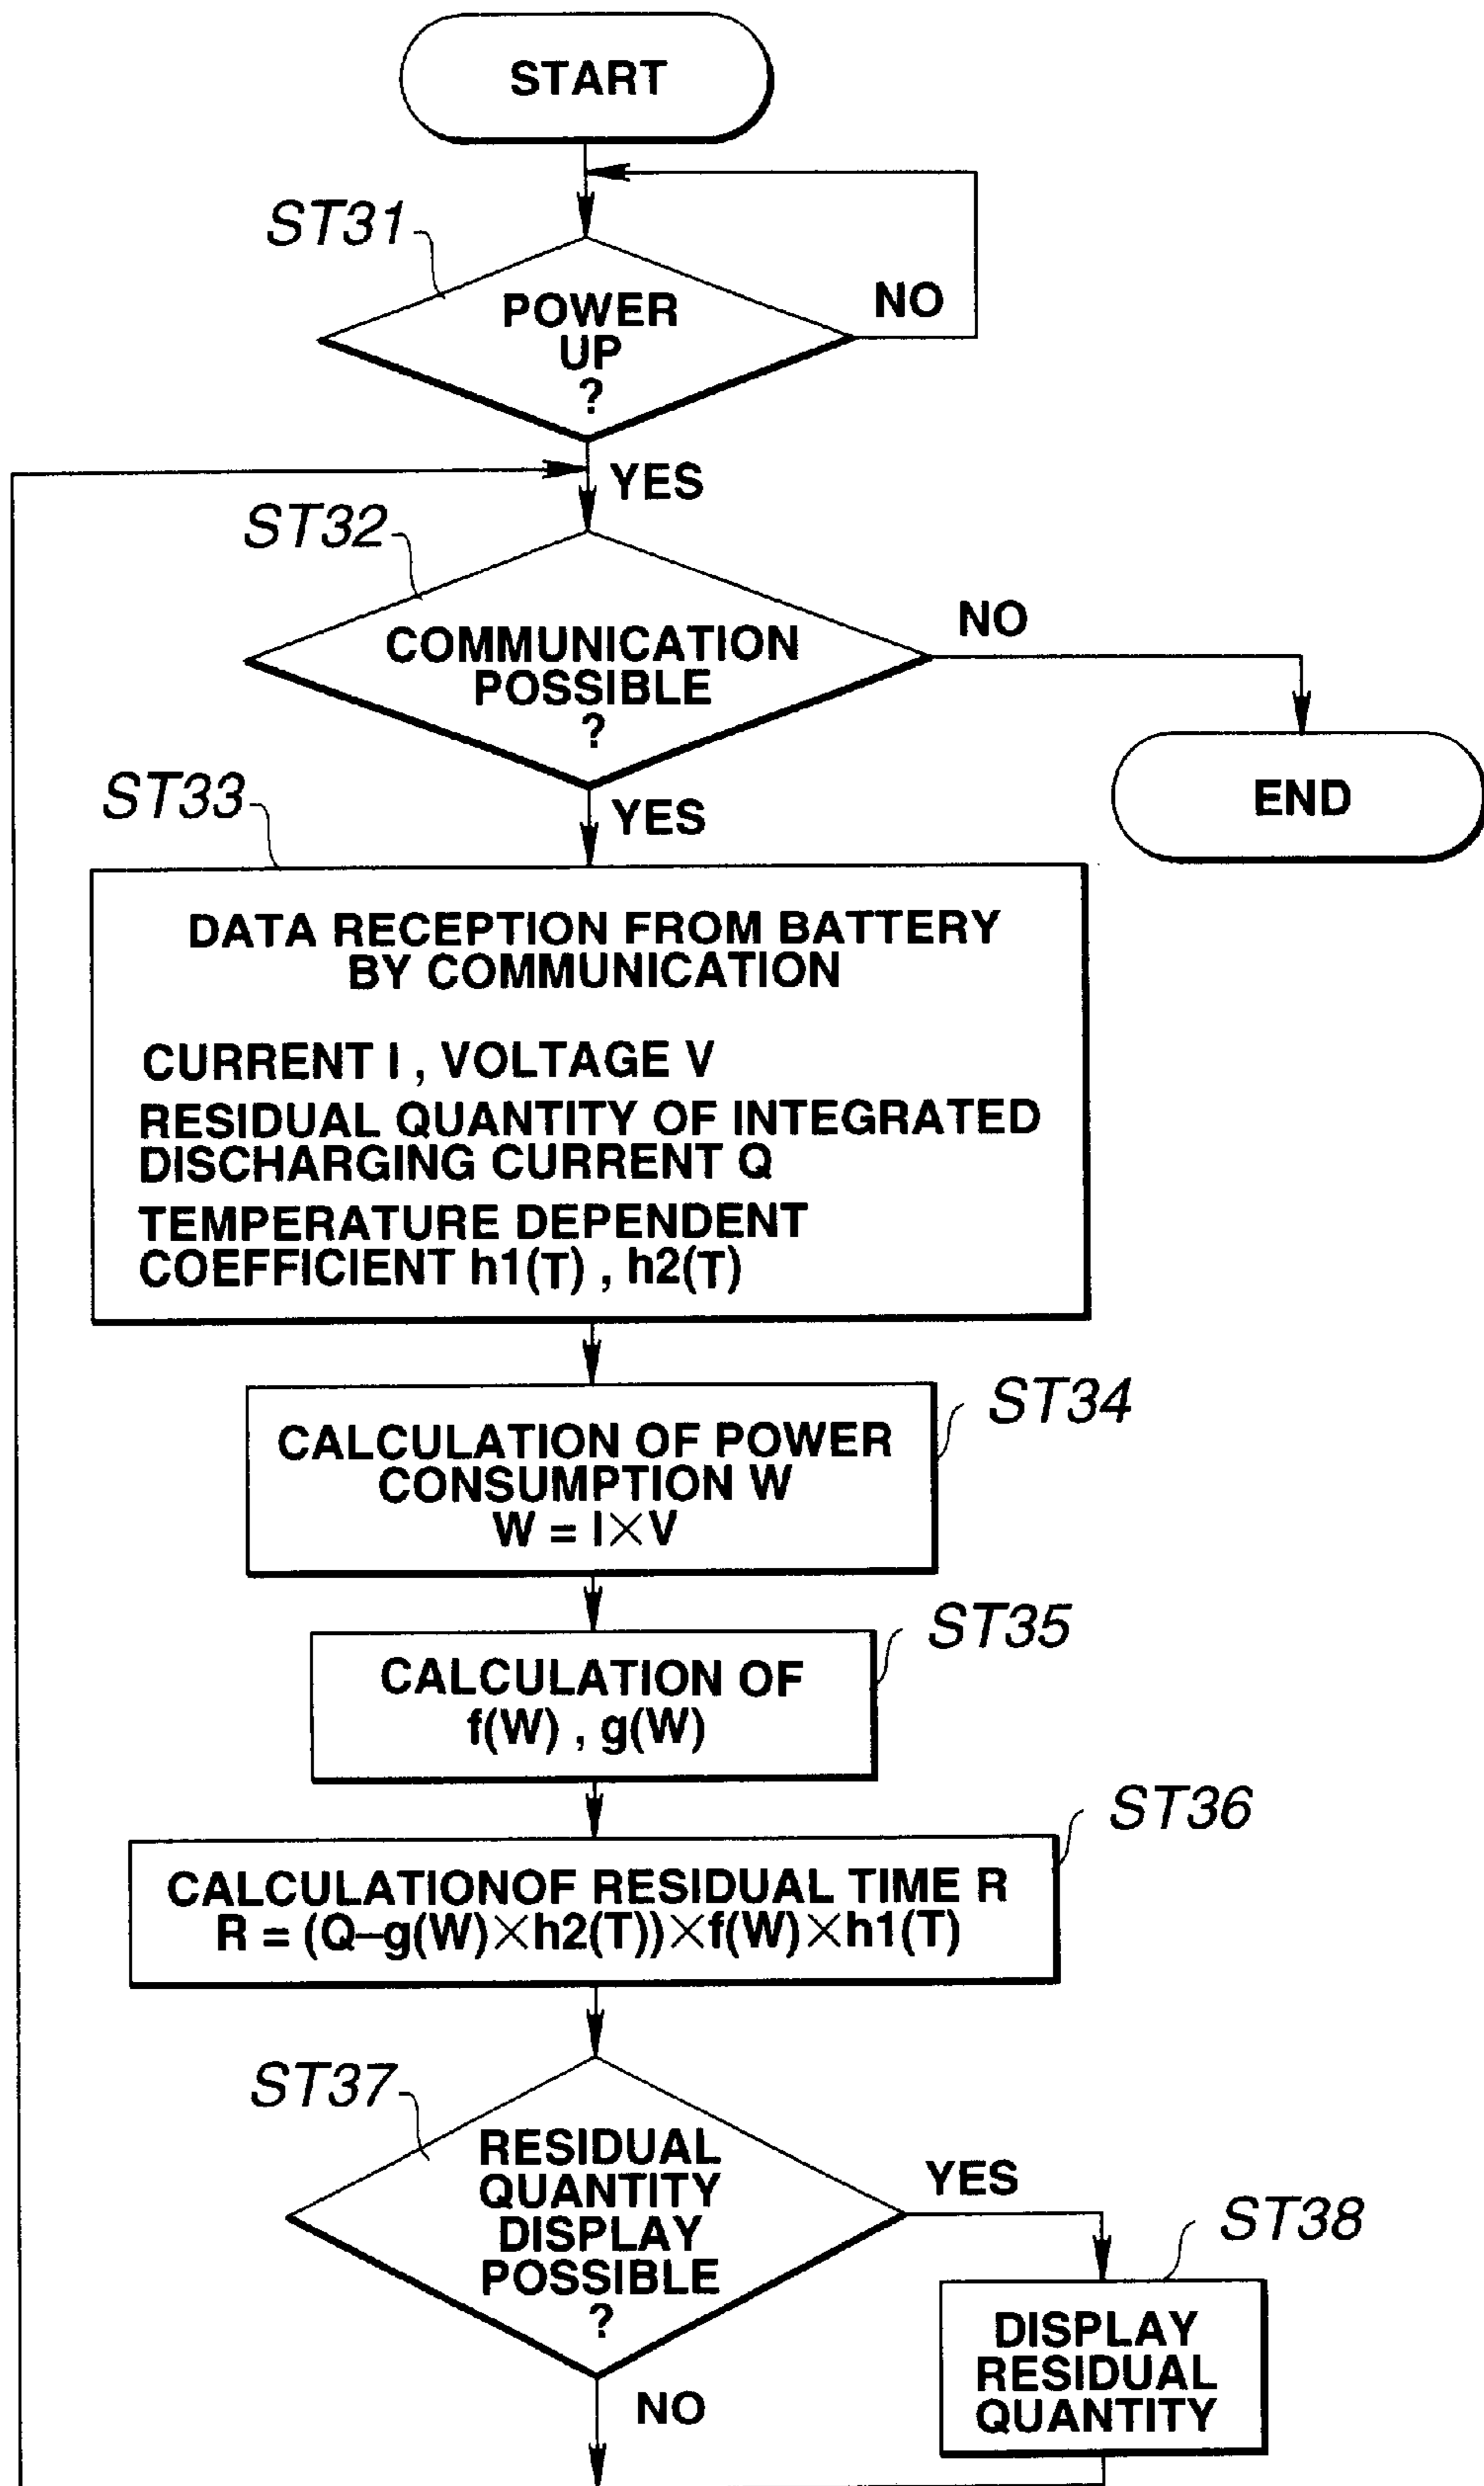 START
ST31
POWER
UP
?
NO
YES
ST32
COMMUNICATION
POSSIBLE
?
NO
END
ST33
YES
DATA RECEPTION FROM BATTERY
BY COMMUNICATION
CURRENT I , VOLTAGE V
RESIDUAL QUANTITY OF INTEGRATED
DISCHARGING CURRENT Q
TEMPERATURE DEPENDENT
COEFFICIENT h1(T) , h2(T)
ST34
CALCULATION OF POWER
CONSUMPTION W
W = I×V
ST35
CALCULATION OF
f(W) , g(W)
ST36
CALCULATIONOF RESIDUAL TIME R
R = (Q–g(W)×h2(T))×f(W)×h1(T)
ST37
RESIDUAL
QUANTITY
DISPLAY
POSSIBLE
?
YES
ST38
DISPLAY
RESIDUAL
QUANTITY
NO